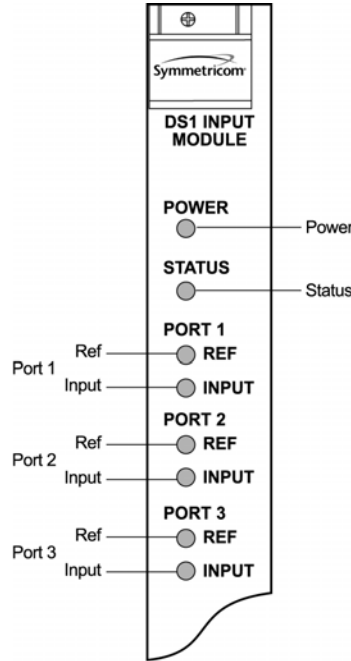 Symmetricom
DS1 INPUT
MODULE
POWER
Power
STATUS
Status
PORT 1
Port 1
Ref
REF
Input
INPUT
PORT 2
Port 2
Ref
REF
Input
INPUT
PORT 3
Port 3
Ref
REF
Input
INPUT